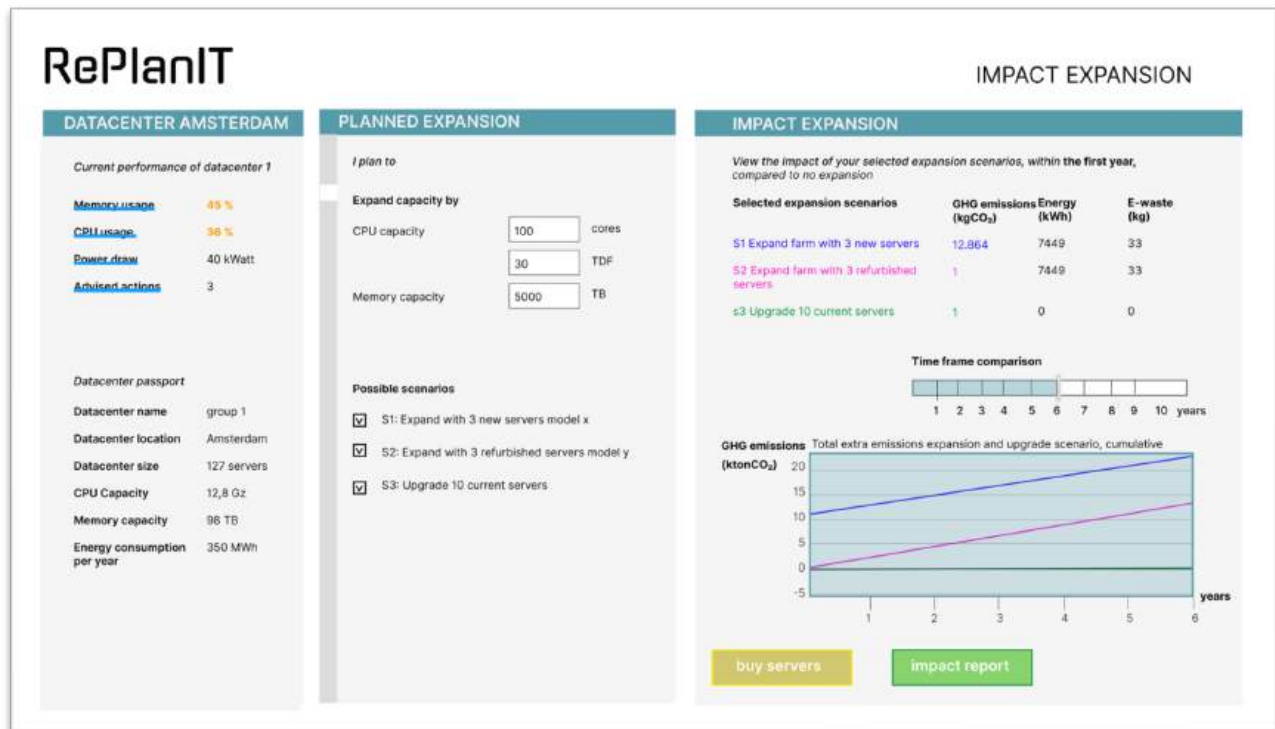 RePlanIT
IMPACT EXPANSION
DATACENTER AMSTERDAM
Current performance of datacenter 1
Memory usage 45 %
CPU usage 36 %
Power draw 40 kWatt
Advised actions 3
Datacenter passport
Datacenter name group 1
Datacenter location Amsterdam
Datacenter size 127 servers
CPU Capacity 12,8 Gz
Memory capacity 98 TB
Energy consumption 350 MWh
per year
PLANNED EXPANSION
I plan to
Expand capacity by
CPU capacity 100 cores
30 TDF
Memory capacity 5000 TB
Possible scenarios
S1: Expand with 3 new servers model x
S2: Expand with 3 refurbished servers model y
S3: Upgrade 10 current servers
IMPACT EXPANSION
View the impact of your selected expansion scenarios, within the first year,
compared to no expansion
Selected expansion scenarios GHG emissions Energy E-waste
(kgCO₂) (kWh) (kg)
S1 Expand farm with 3 new servers 12.864 7449 33
S2 Expand farm with 3 refurbished 1 7449 33
servers
s3 Upgrade 10 current servers 1 0 0
Time frame comparison
1 2 3 4 5 6 7 8 9 10 years
GHG emissions Total extra emissions expansion and upgrade scenario, cumulative
(ktonCO₂) 20
15
10
5
0
-5
years
1 2 3 4 5 6
buy servers impact report